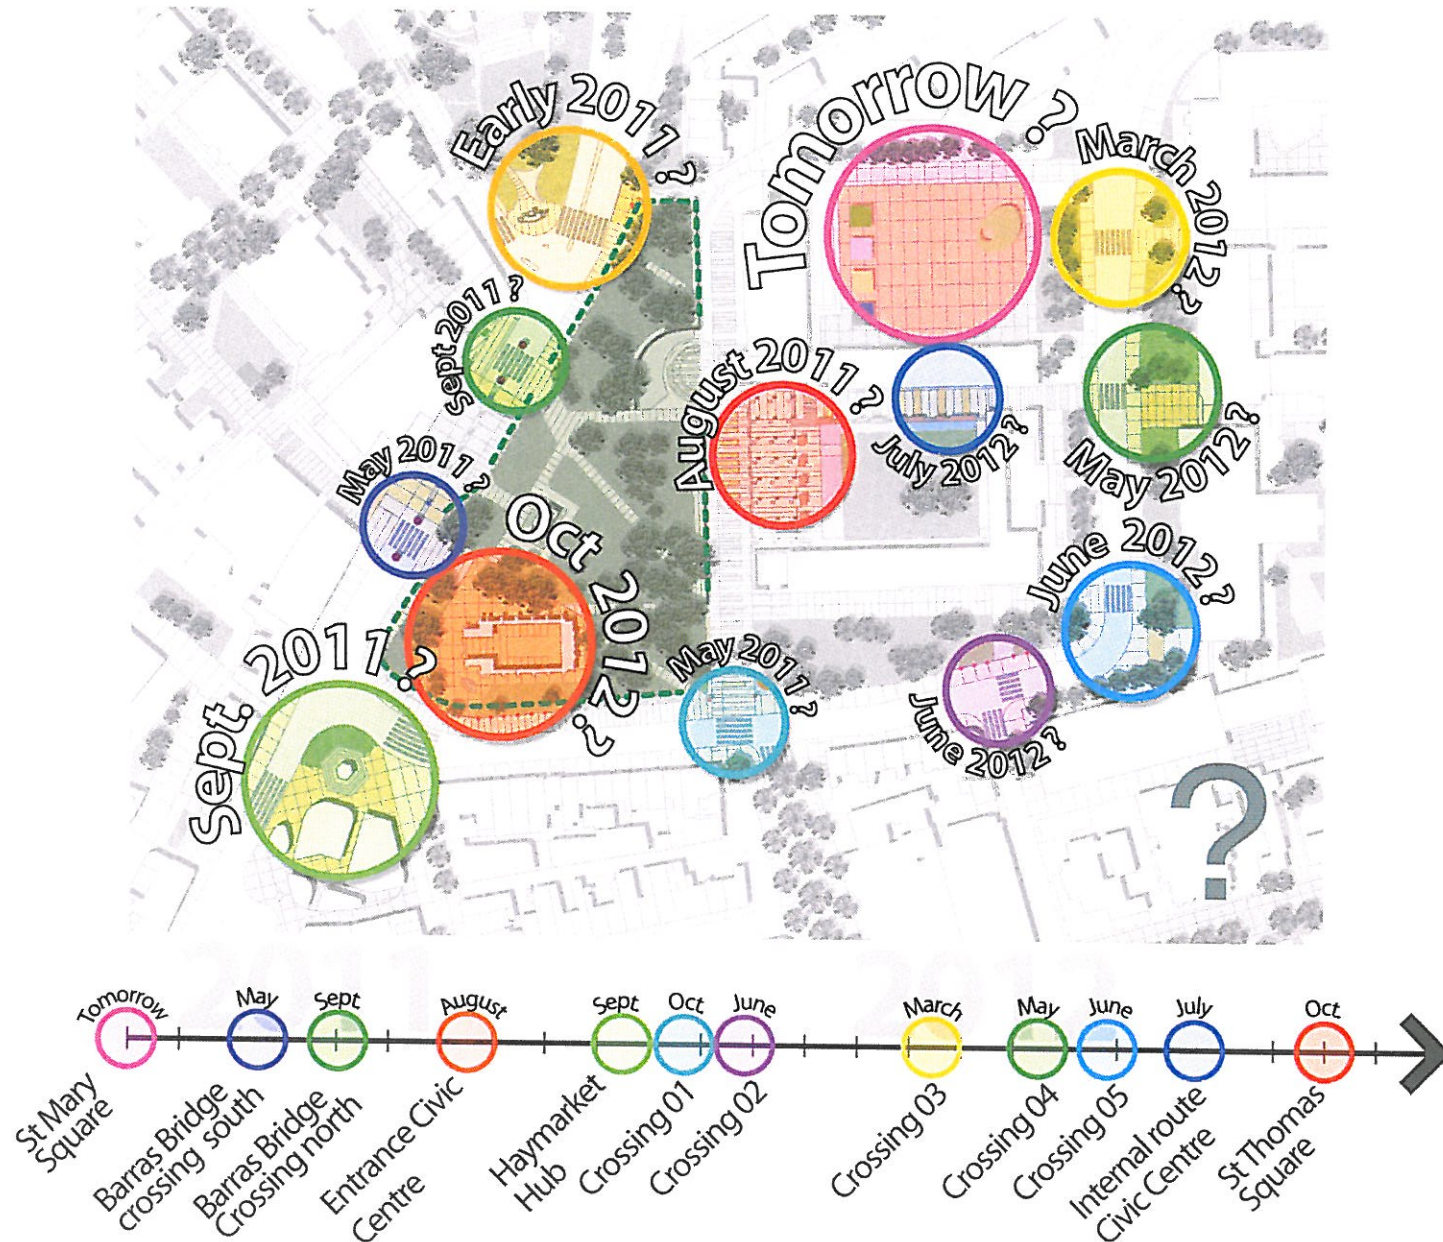 Early 2011?
Tomorrow ?
March 2012?
Sept 2011 ?
August 2011?
July 2012?
May 2012?
May 2011 ?
Oct 2012?
June 2012?
Sept. 2011?
May 2011?
June 2012?
?
2011
2012
Tomorrow
May
Sept
August
Sept
Oct
June
March
May
June
July
Oct
St Mary
Square
Barras Bridge
crossing south
Barras Bridge
Crossing north
Entrance Civic
Centre
Haymarket
Hub
Crossing 01
Crossing 02
Crossing 03
Crossing 04
Crossing 05
Internal route
Civic Centre
St Thomas
Square